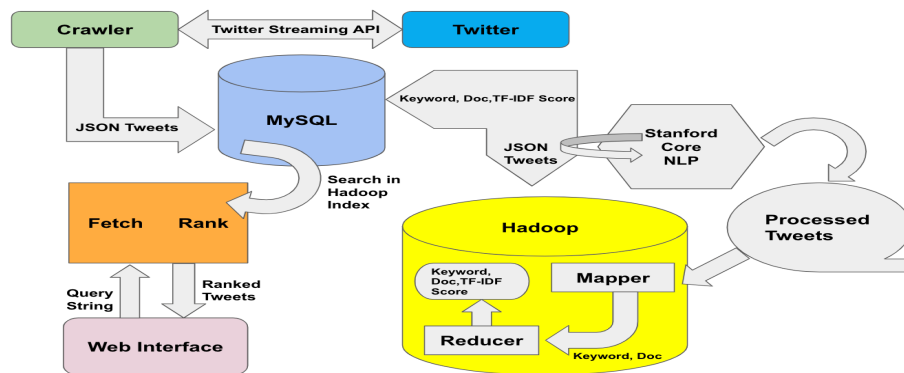 Crawler
Twitter Streaming API
Twitter
JSON Tweets
MySQL
Keyword, Doc,TF-IDF Score
JSON
Tweets
Stanford
Core
NLP
Processed
Tweets
Search in
Hadoop
Index
Fetch
Rank
Query
String
Ranked
Tweets
Web Interface
Hadoop
Keyword,
Doc,TF-IDF
Score
Mapper
Reducer
Keyword, Doc